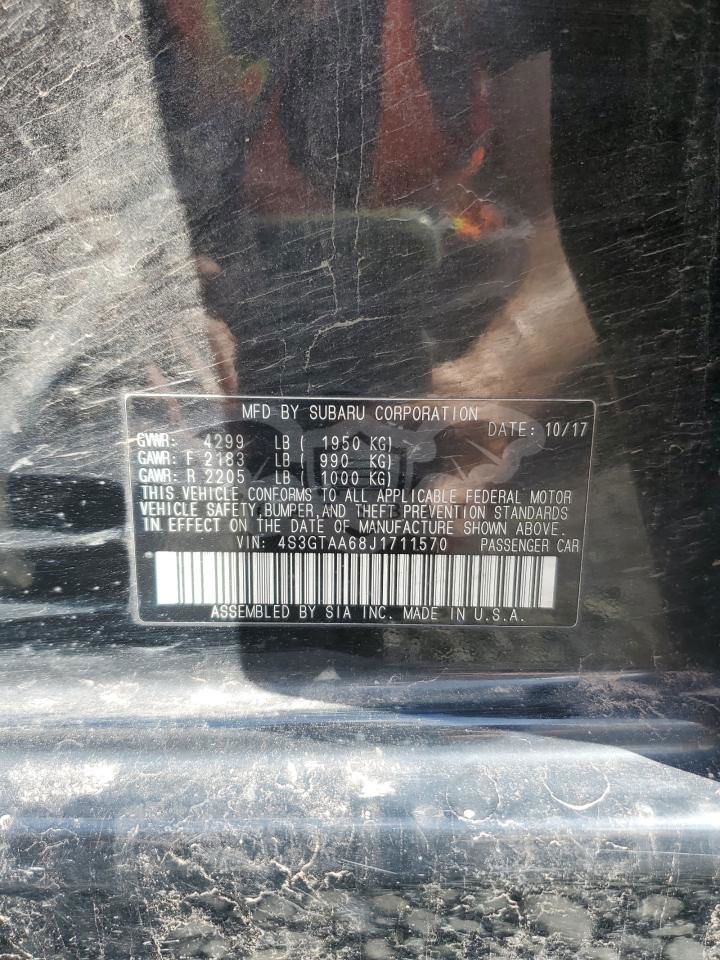 MFD BY SUBARU CORPORATION
DATE: 10/17
GVWR: 4299 LB ( 1950 KG)
GAWR: F 2183 LB ( 990 KG)
GAWR: R 2205 LB ( 1000 KG)
THIS VEHICLE CONFORMS TO ALL APPLICABLE FEDERAL MOTOR
VEHICLE SAFETY, BUMPER, AND THEFT PREVENTION STANDARDS
IN EFFECT ON THE DATE OF MANUFACTURE SHOWN ABOVE.
VIN: 4S3GTAA68J1711570 PASSENGER CAR
ASSEMBLED BY SIA INC. MADE IN U.S.A.